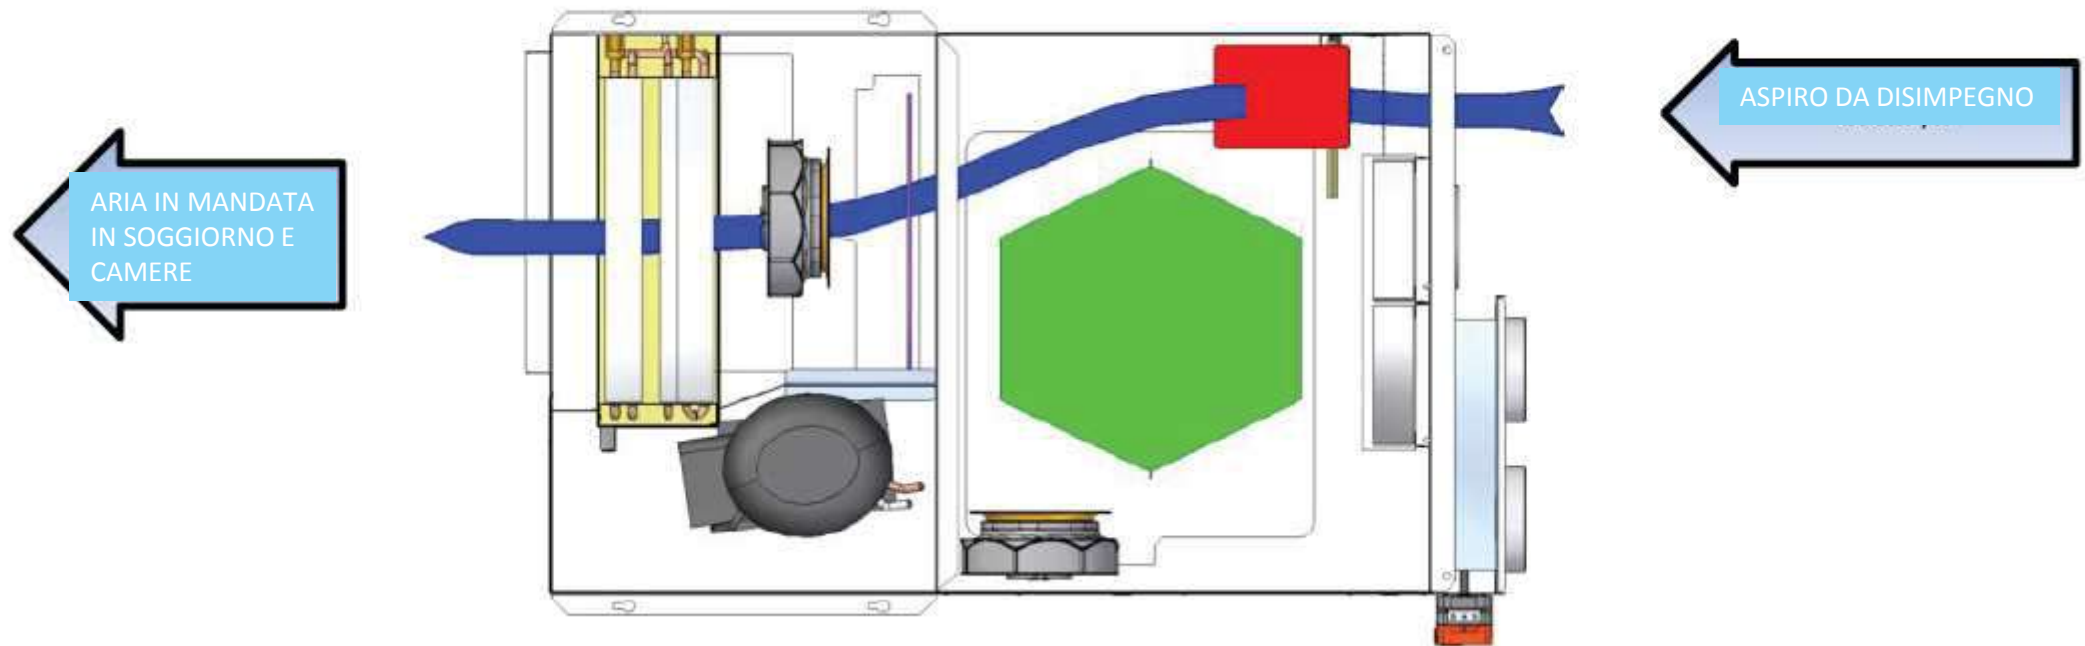 ASPIRO DA DISIMPEGNO
ARIA IN MANDATA
IN SOGGIORNO E
CAMERE